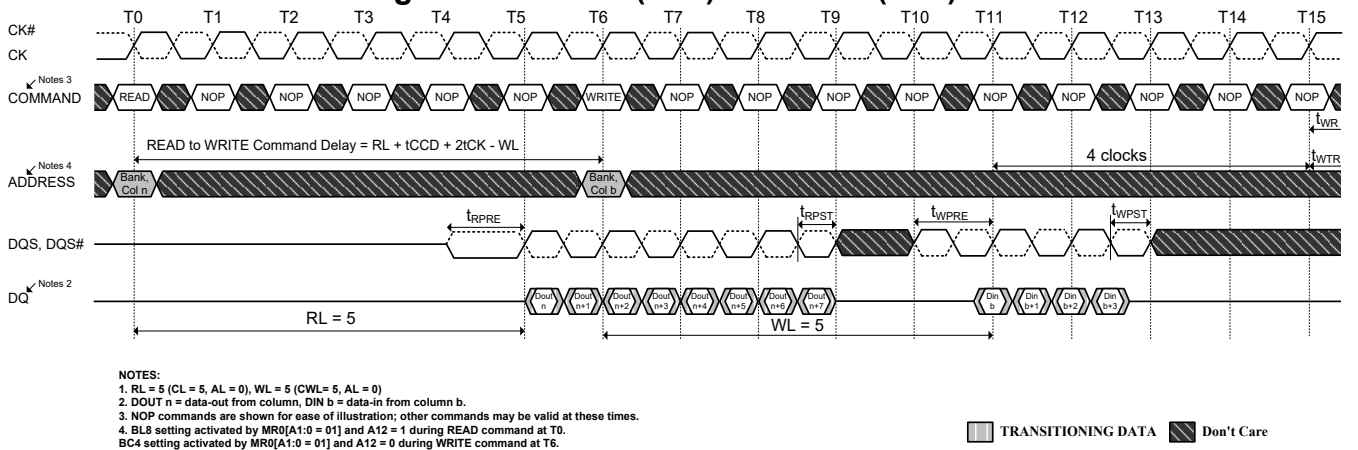 T0 T1 T2 T3 T4 T5 T6 T7 T8 T9 T10 T11 T12 T13 T14 T15
CK#
CK
Notes 3
COMMAND READ NOP NOP NOP NOP NOP WRITE NOP NOP NOP NOP NOP NOP NOP NOP NOP
tWR
READ to WRITE Command Delay = RL + tCCD + 2tCK - WL
4 clocks tWTR
Notes 4
ADDRESS Bank, Col n Bank, Col b
tRPRE tRPST tWPRE tWPST
DQS, DQS#
Notes 2
DQ Dout n Dout n+1 Dout n+2 Dout n+3 Dout n+4 Dout n+5 Dout n+6 Dout n+7 Din b Din b+1 Din b+2 Din b+3
RL = 5 WL = 5
NOTES:
1. RL = 5 (CL = 5, AL = 0), WL = 5 (CWL= 5, AL = 0)
2. DOUT n = data-out from column, DIN b = data-in from column b.
3. NOP commands are shown for ease of illustration; other commands may be valid at these times.
4. BL8 setting activated by MR0[A1:0 = 01] and A12 = 1 during READ command at T0.
BC4 setting activated by MR0[A1:0 = 01] and A12 = 0 during WRITE command at T6.
TRANSITIONING DATA Don't Care